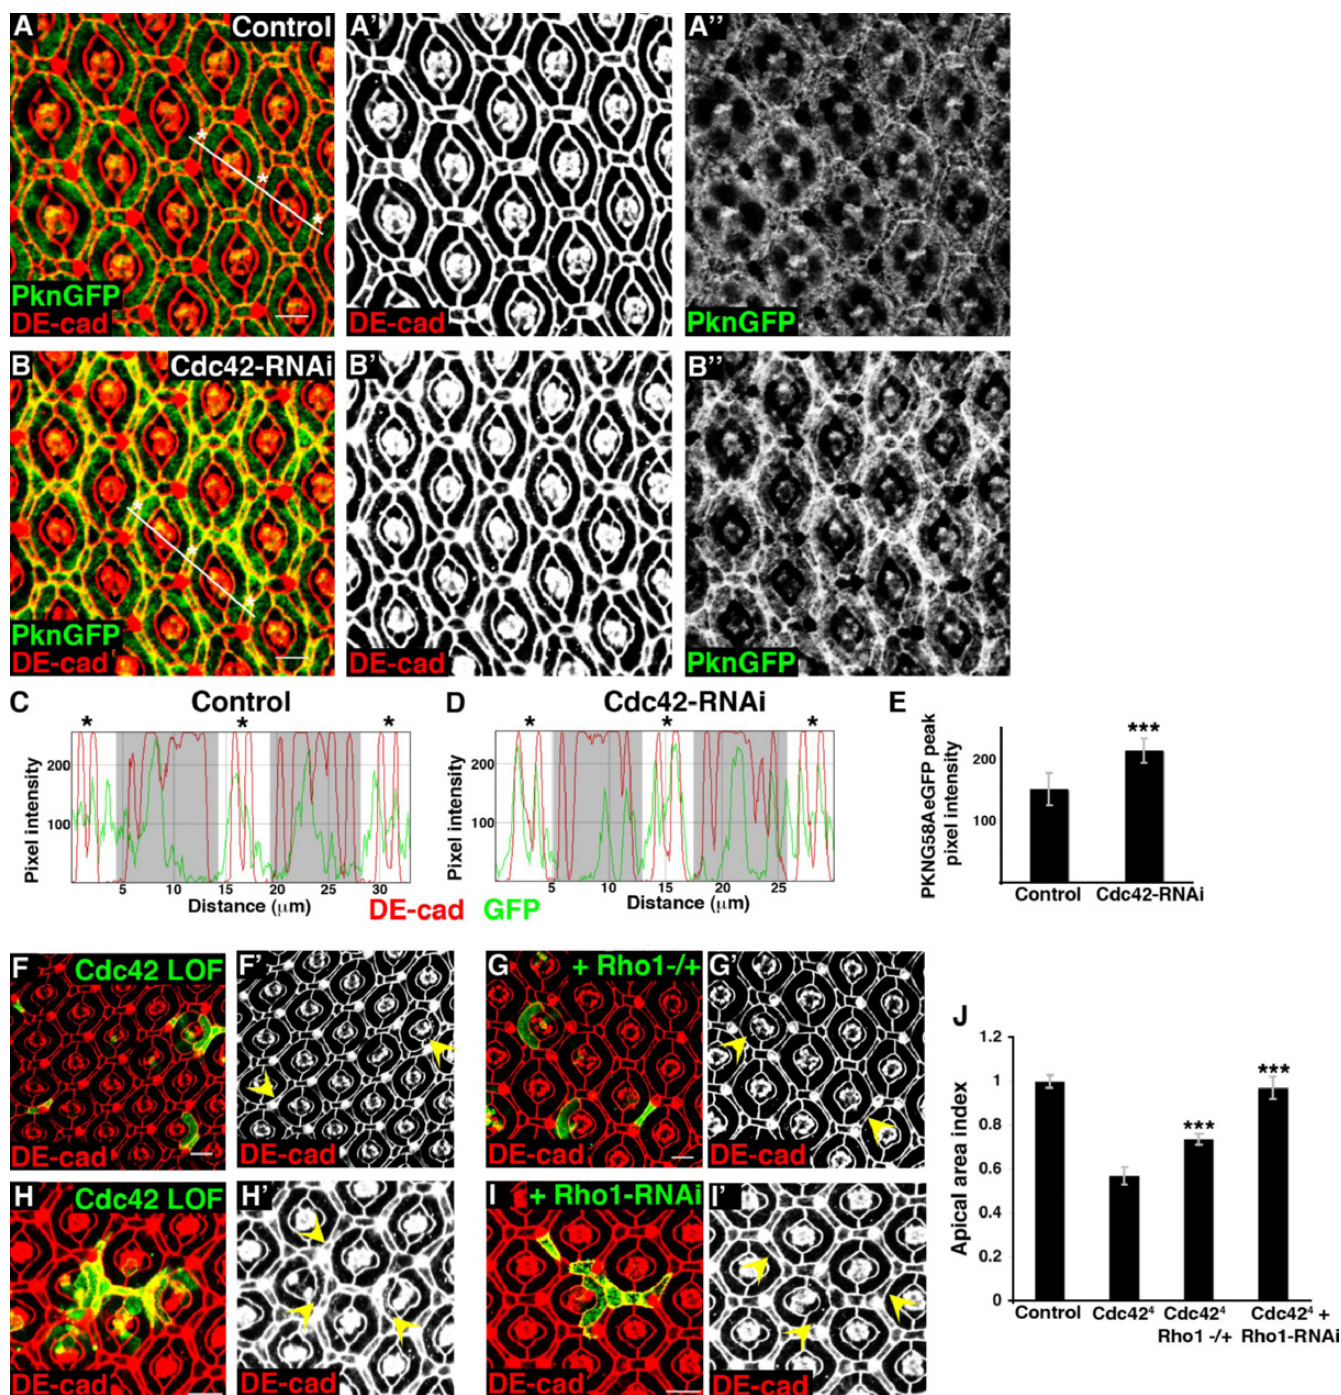 A
Control
PknGFP
DE-cad
A'
DE-cad
A''
PknGFP
B
Cdc42-RNAi
PknGFP
DE-cad
B'
DE-cad
B''
PknGFP
C
Control
* * *
Pixel intensity
200
100
5 10 15 20 25 30
Distance (μm)
D
Cdc42-RNAi
* * *
Pixel intensity
200
100
5 10 15 20 25
Distance (μm)
DE-cad GFP
E
PKNG58AeGFP peak
pixel intensity
200
100
***
Control Cdc42-RNAi
F
Cdc42 LOF
DE-cad
F'
DE-cad
G
+ Rho1-/+
DE-cad
G'
DE-cad
H
Cdc42 LOF
DE-cad
H'
DE-cad
I
+ Rho1-RNAi
DE-cad
I'
DE-cad
J
Apical area index
1.2
1
0.8
0.6
0.4
0.2
0
***
***
Control Cdc42⁴ Cdc42⁴ Cdc42⁴ +
Rho1 -/+ Rho1-RNAi